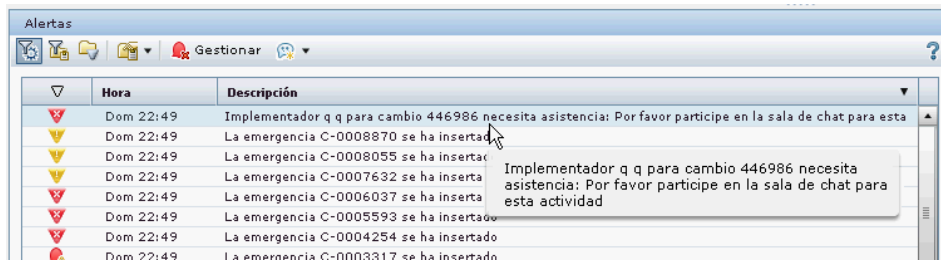 Alertas
Gestionar
?
Hora Descripción
Dom 22:49 Implementador q q para cambio 446986 necesita asistencia: Por favor participe en la sala de chat para esta
Dom 22:49 La emergencia C-0008870 se ha insertado
Dom 22:49 La emergencia C-0008055 se ha insertad
Dom 22:49 La emergencia C-0007632 se ha inserta
Dom 22:49 La emergencia C-0006037 se ha inserta
Dom 22:49 La emergencia C-0005593 se ha insertado
Dom 22:49 La emergencia C-0004254 se ha insertado
Dom 22:49 La emergencia C-0003317 se ha insertado
Implementador q q para cambio 446986 necesita
asistencia: Por favor participe en la sala de chat para
esta actividad